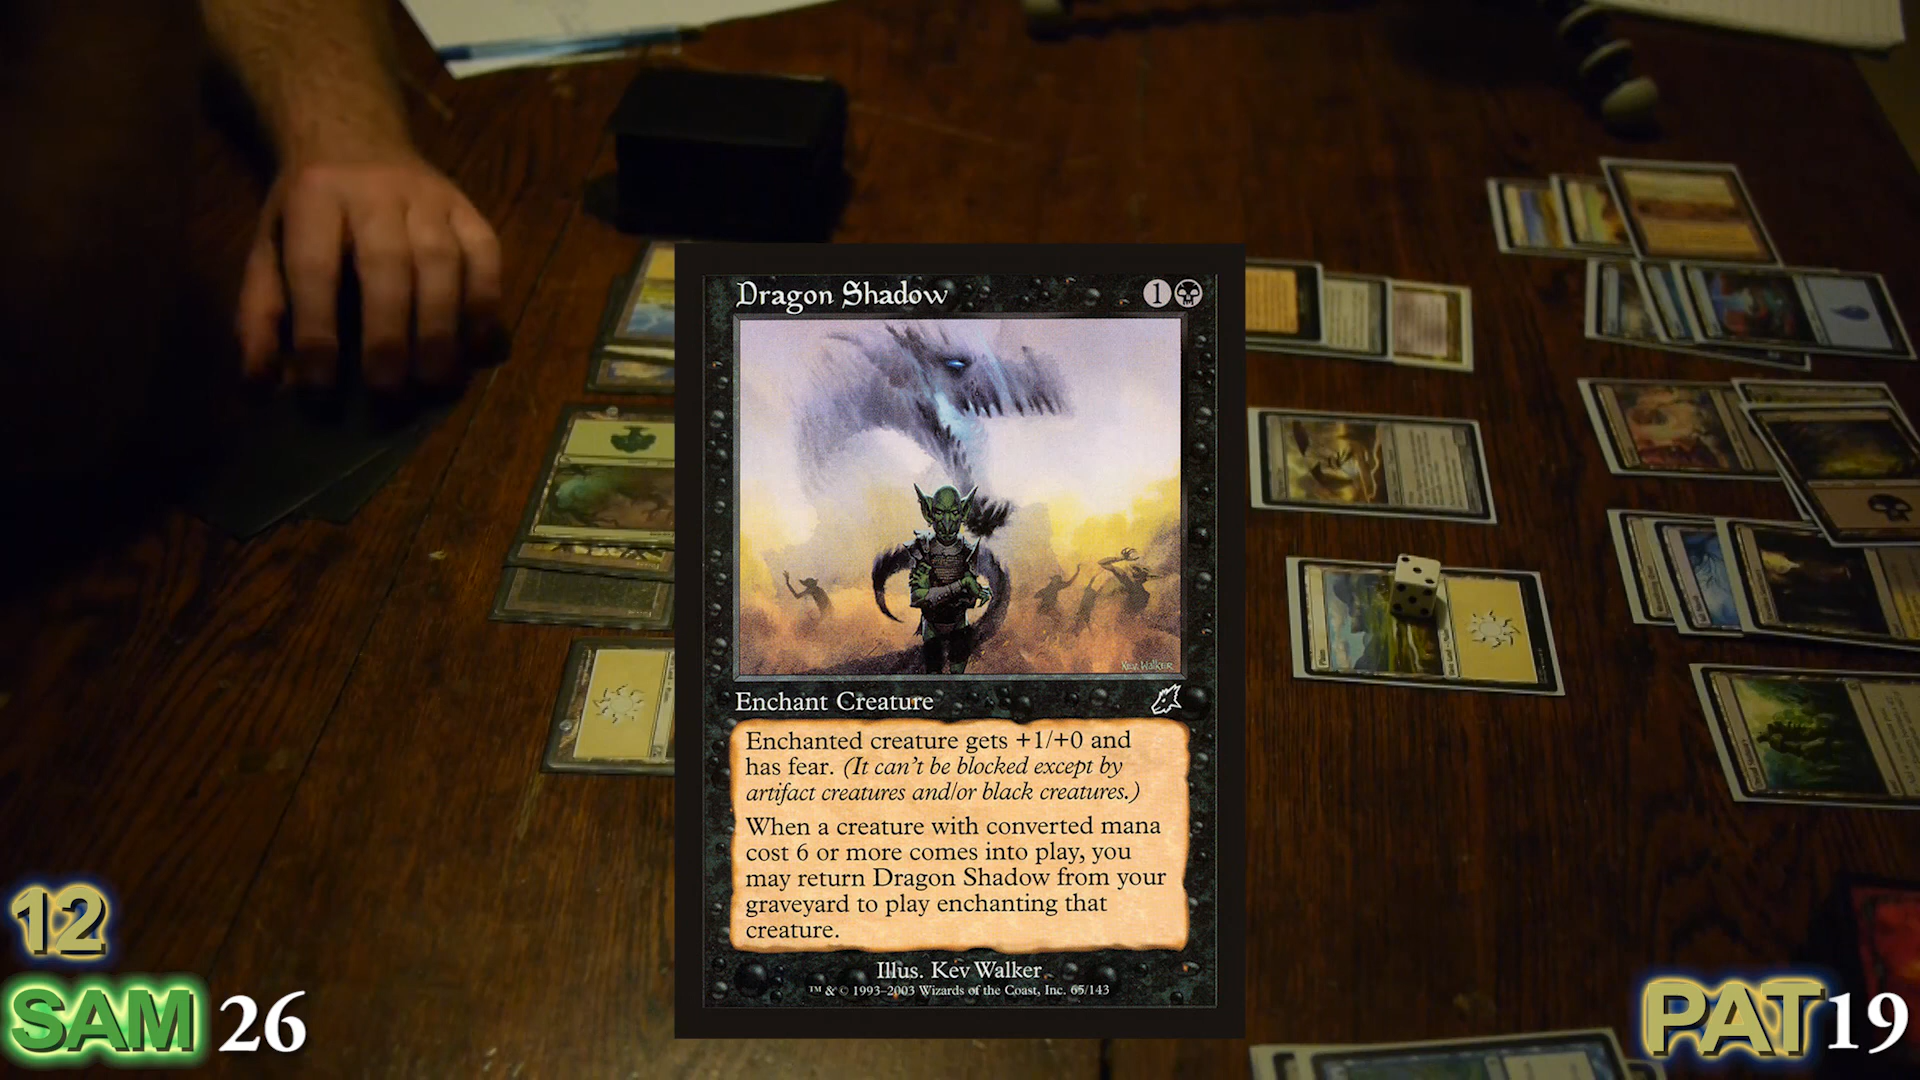 Dragon Shadow 1
Kev Walker
Enchant Creature
Enchanted creature gets +1/+0 and
has fear. (It can't be blocked except by
artifact creatures and/or black creatures.)
When a creature with converted mana
cost 6 or more comes into play, you
may return Dragon Shadow from your
graveyard to play enchanting that
creature.
Illus. Kev Walker
™ & © 1993–2003 Wizards of the Coast, Inc. 65/143
12
SAM 26
PAT 19